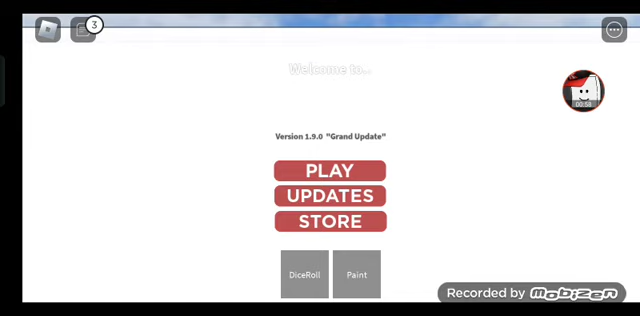 3
Welcome to...
00:58
Version 1.9.0 "Grand Update"
PLAY
UPDATES
STORE
DiceRoll
Paint
Recorded by mobizen